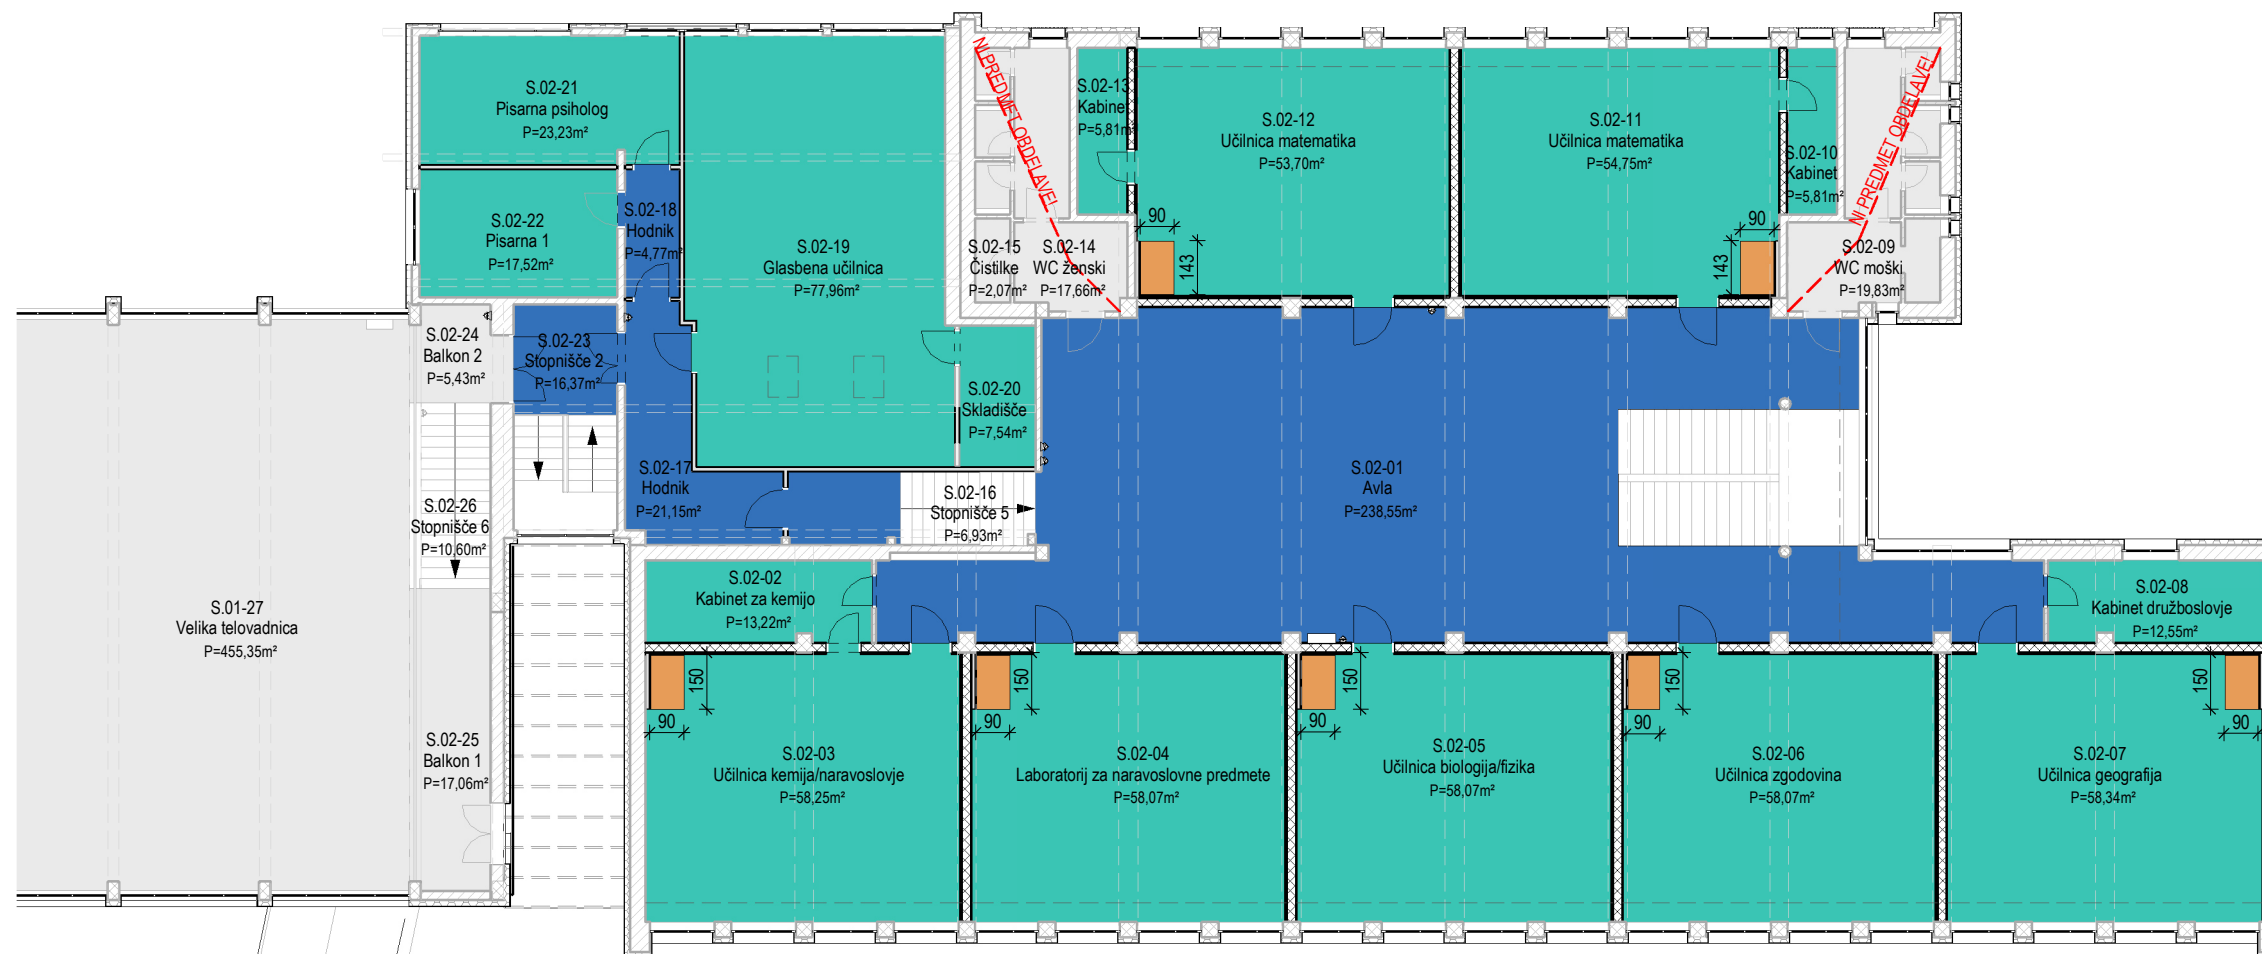 S.02-21
Pisarna psiholog
P=23,23m²
S.02-22
Pisarna 1
P=17,52m²
S.02-18
Hodnik
P=4,77m²
S.02-19
Glasbena učilnica
P=77,96m²
NI PREDMET OBDELAVE!
S.02-13
Kabinet
P=5,81m²
S.02-12
Učilnica matematika
P=53,70m²
S.02-11
Učilnica matematika
P=54,75m²
S.02-10
Kabinet
P=5,81m²
NI PREDMET OBDELAVE!
90
143
90
143
S.02-15
Čistilke
P=2,07m²
S.02-14
WC ženski
P=17,66m²
S.02-09
WC moški
P=19,83m²
S.02-24
Balkon 2
P=5,43m²
S.02-23
Stopnišče 2
P=16,37m²
S.02-20
Skladišče
P=7,54m²
S.02-17
Hodnik
P=21,15m²
S.02-16
Stopnišče 5
P=6,93m²
S.02-01
Avla
P=238,55m²
S.02-26
Stopnišče 6
P=10,60m²
S.02-02
Kabinet za kemijo
P=13,22m²
S.02-08
Kabinet družboslovje
P=12,55m²
S.01-27
Velika telovadnica
P=455,35m²
S.02-25
Balkon 1
P=17,06m²
150
90
150
90
150
90
150
90
150
90
S.02-03
Učilnica kemija/naravoslovje
P=58,25m²
S.02-04
Laboratorij za naravoslovne predmete
P=58,07m²
S.02-05
Učilnica biologija/fizika
P=58,07m²
S.02-06
Učilnica zgodovina
P=58,07m²
S.02-07
Učilnica geografija
P=58,34m²